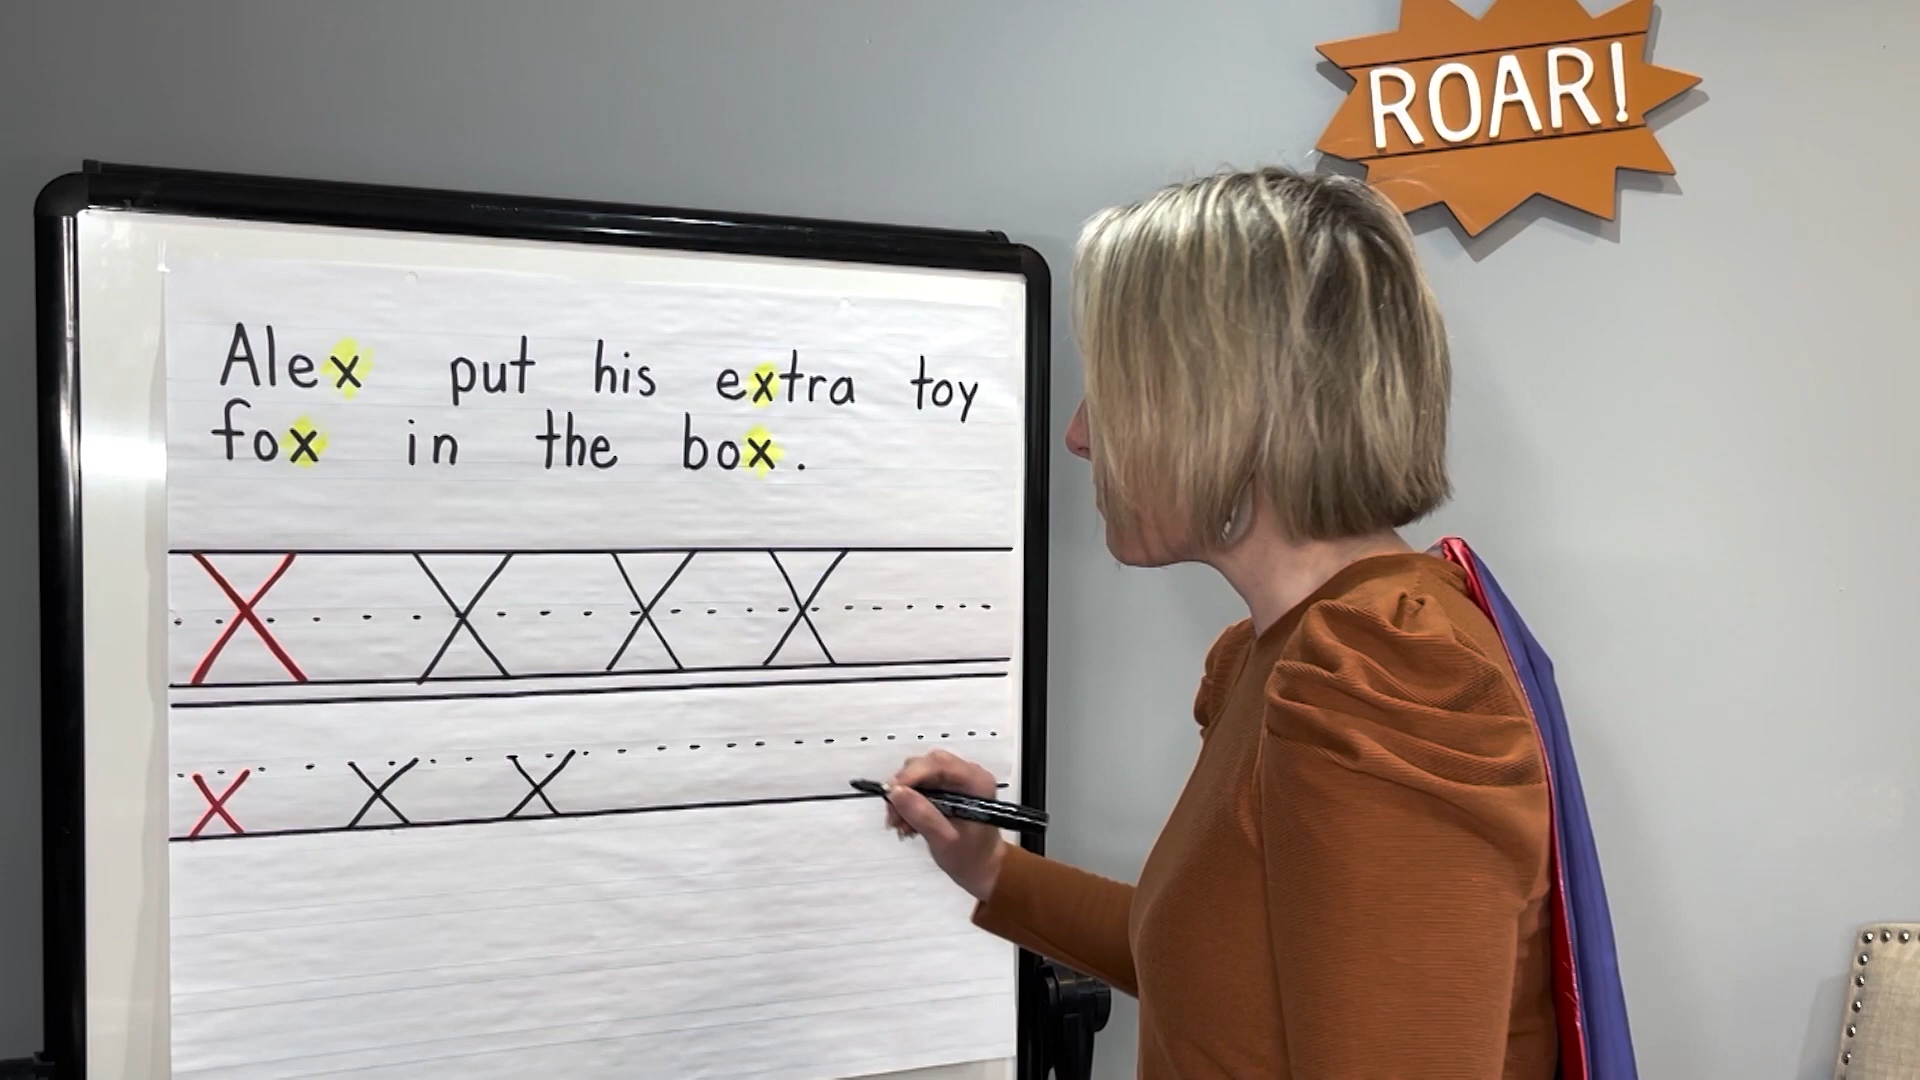 ROAR!
Alex put his extra toy
fox in the box.
X X X X
x x x